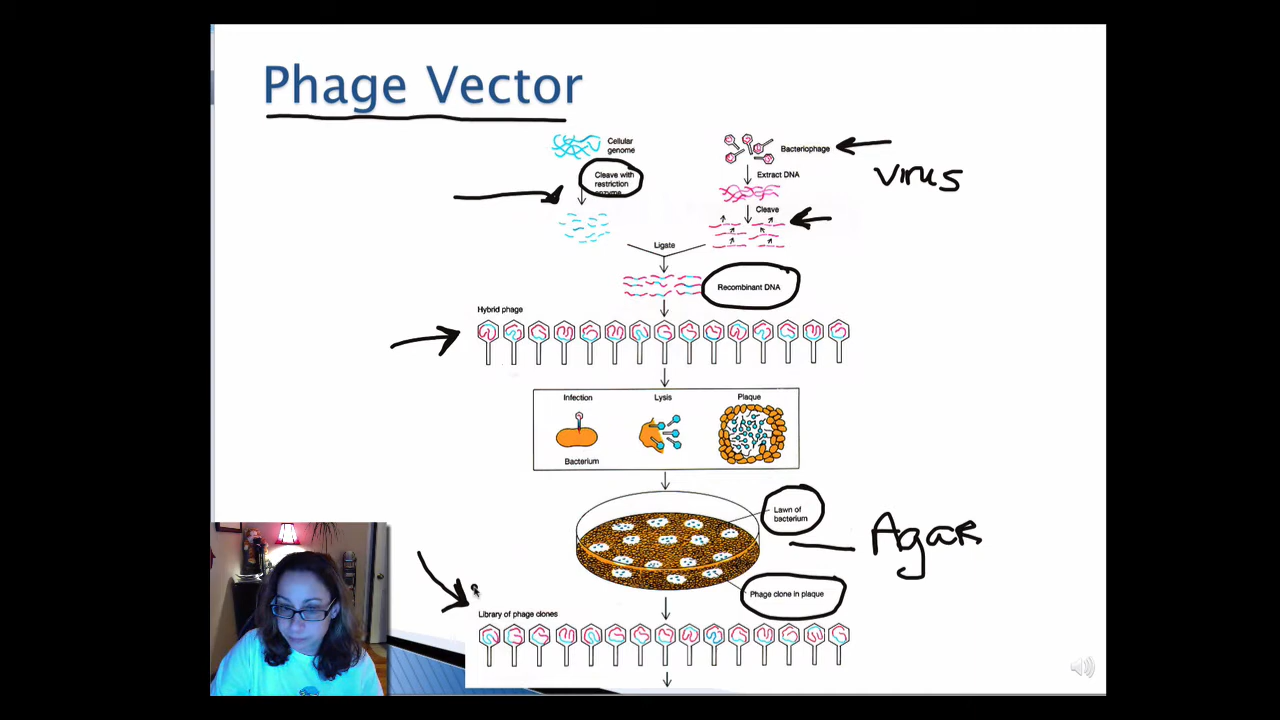 Phage Vector
Cellular
genome
Bacteriophage
Virus
Cleave with
restriction
enzyme
Extract DNA
Cleave
Ligate
Recombinant DNA
Hybrid phage
Infection
Lysis
Plaque
Bacterium
Lawn of
bacterium
Agar
Phage clone in plaque
Library of phage clones